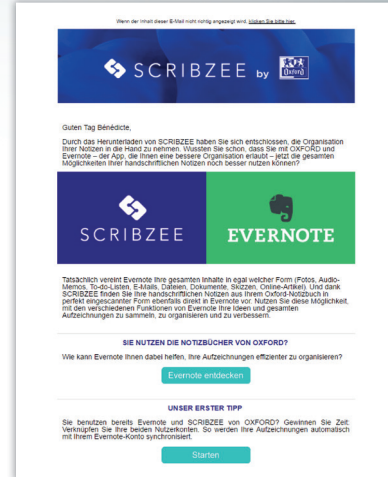 Wenn der Inhalt dieser E-Mail nicht richtig angezeigt wird, klicken Sie bitte hier.
SCRIBZEE by Oxford
Guten Tag Bénédicte,
Durch das Herunterladen von SCRIBZEE haben Sie sich entschlossen, die Organisation
Ihrer Notizen in die Hand zu nehmen. Wussten Sie schon, dass Sie mit OXFORD und
Evernote – der App, die Ihnen eine bessere Organisation erlaubt – jetzt die gesamten
Möglichkeiten Ihrer handschriftlichen Notizen noch besser nutzen können?
SCRIBZEE EVERNOTE
Tatsächlich vereint Evernote Ihre gesamten Inhalte in egal welcher Form (Fotos, Audio-
Memos, To-do-Listen, E-Mails, Dateien, Dokumente, Skizzen, Online-Artikel). Und dank
SCRIBZEE finden Sie Ihre handschriftlichen Notizen aus Ihrem Oxford-Notizbuch in
perfekt eingescannter Form ebenfalls direkt in Evernote vor. Nutzen Sie diese Möglichkeit,
mit den verschiedenen Funktionen von Evernote Ihre Ideen und gesamten
Aufzeichnungen zu sammeln, zu organisieren und zu verbessern.
SIE NUTZEN DIE NOTIZBÜCHER VON OXFORD?
Wie kann Evernote Ihnen dabei helfen, Ihre Aufzeichnungen effizienter zu organisieren?
Evernote entdecken
UNSER ERSTER TIPP
Sie benutzen bereits Evernote und SCRIBZEE von OXFORD? Gewinnen Sie Zeit:
Verknüpfen Sie Ihre beiden Nutzerkonten. So werden Ihre Aufzeichnungen automatisch
mit Ihrem Evernote-Konto synchronisiert.
Starten